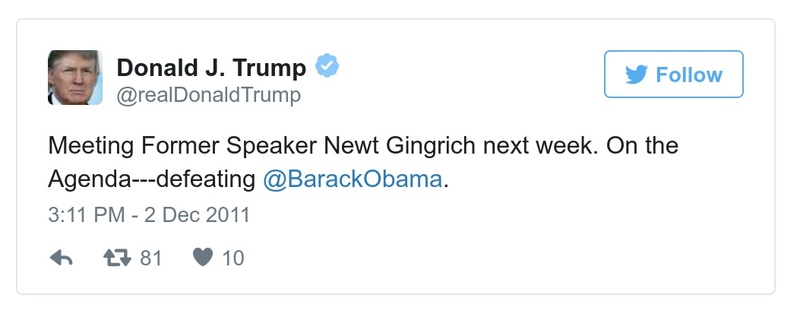 Donald J. Trump
@realDonaldTrump
Follow
Meeting Former Speaker Newt Gingrich next week. On the
Agenda---defeating @BarackObama.
3:11 PM - 2 Dec 2011
81 10